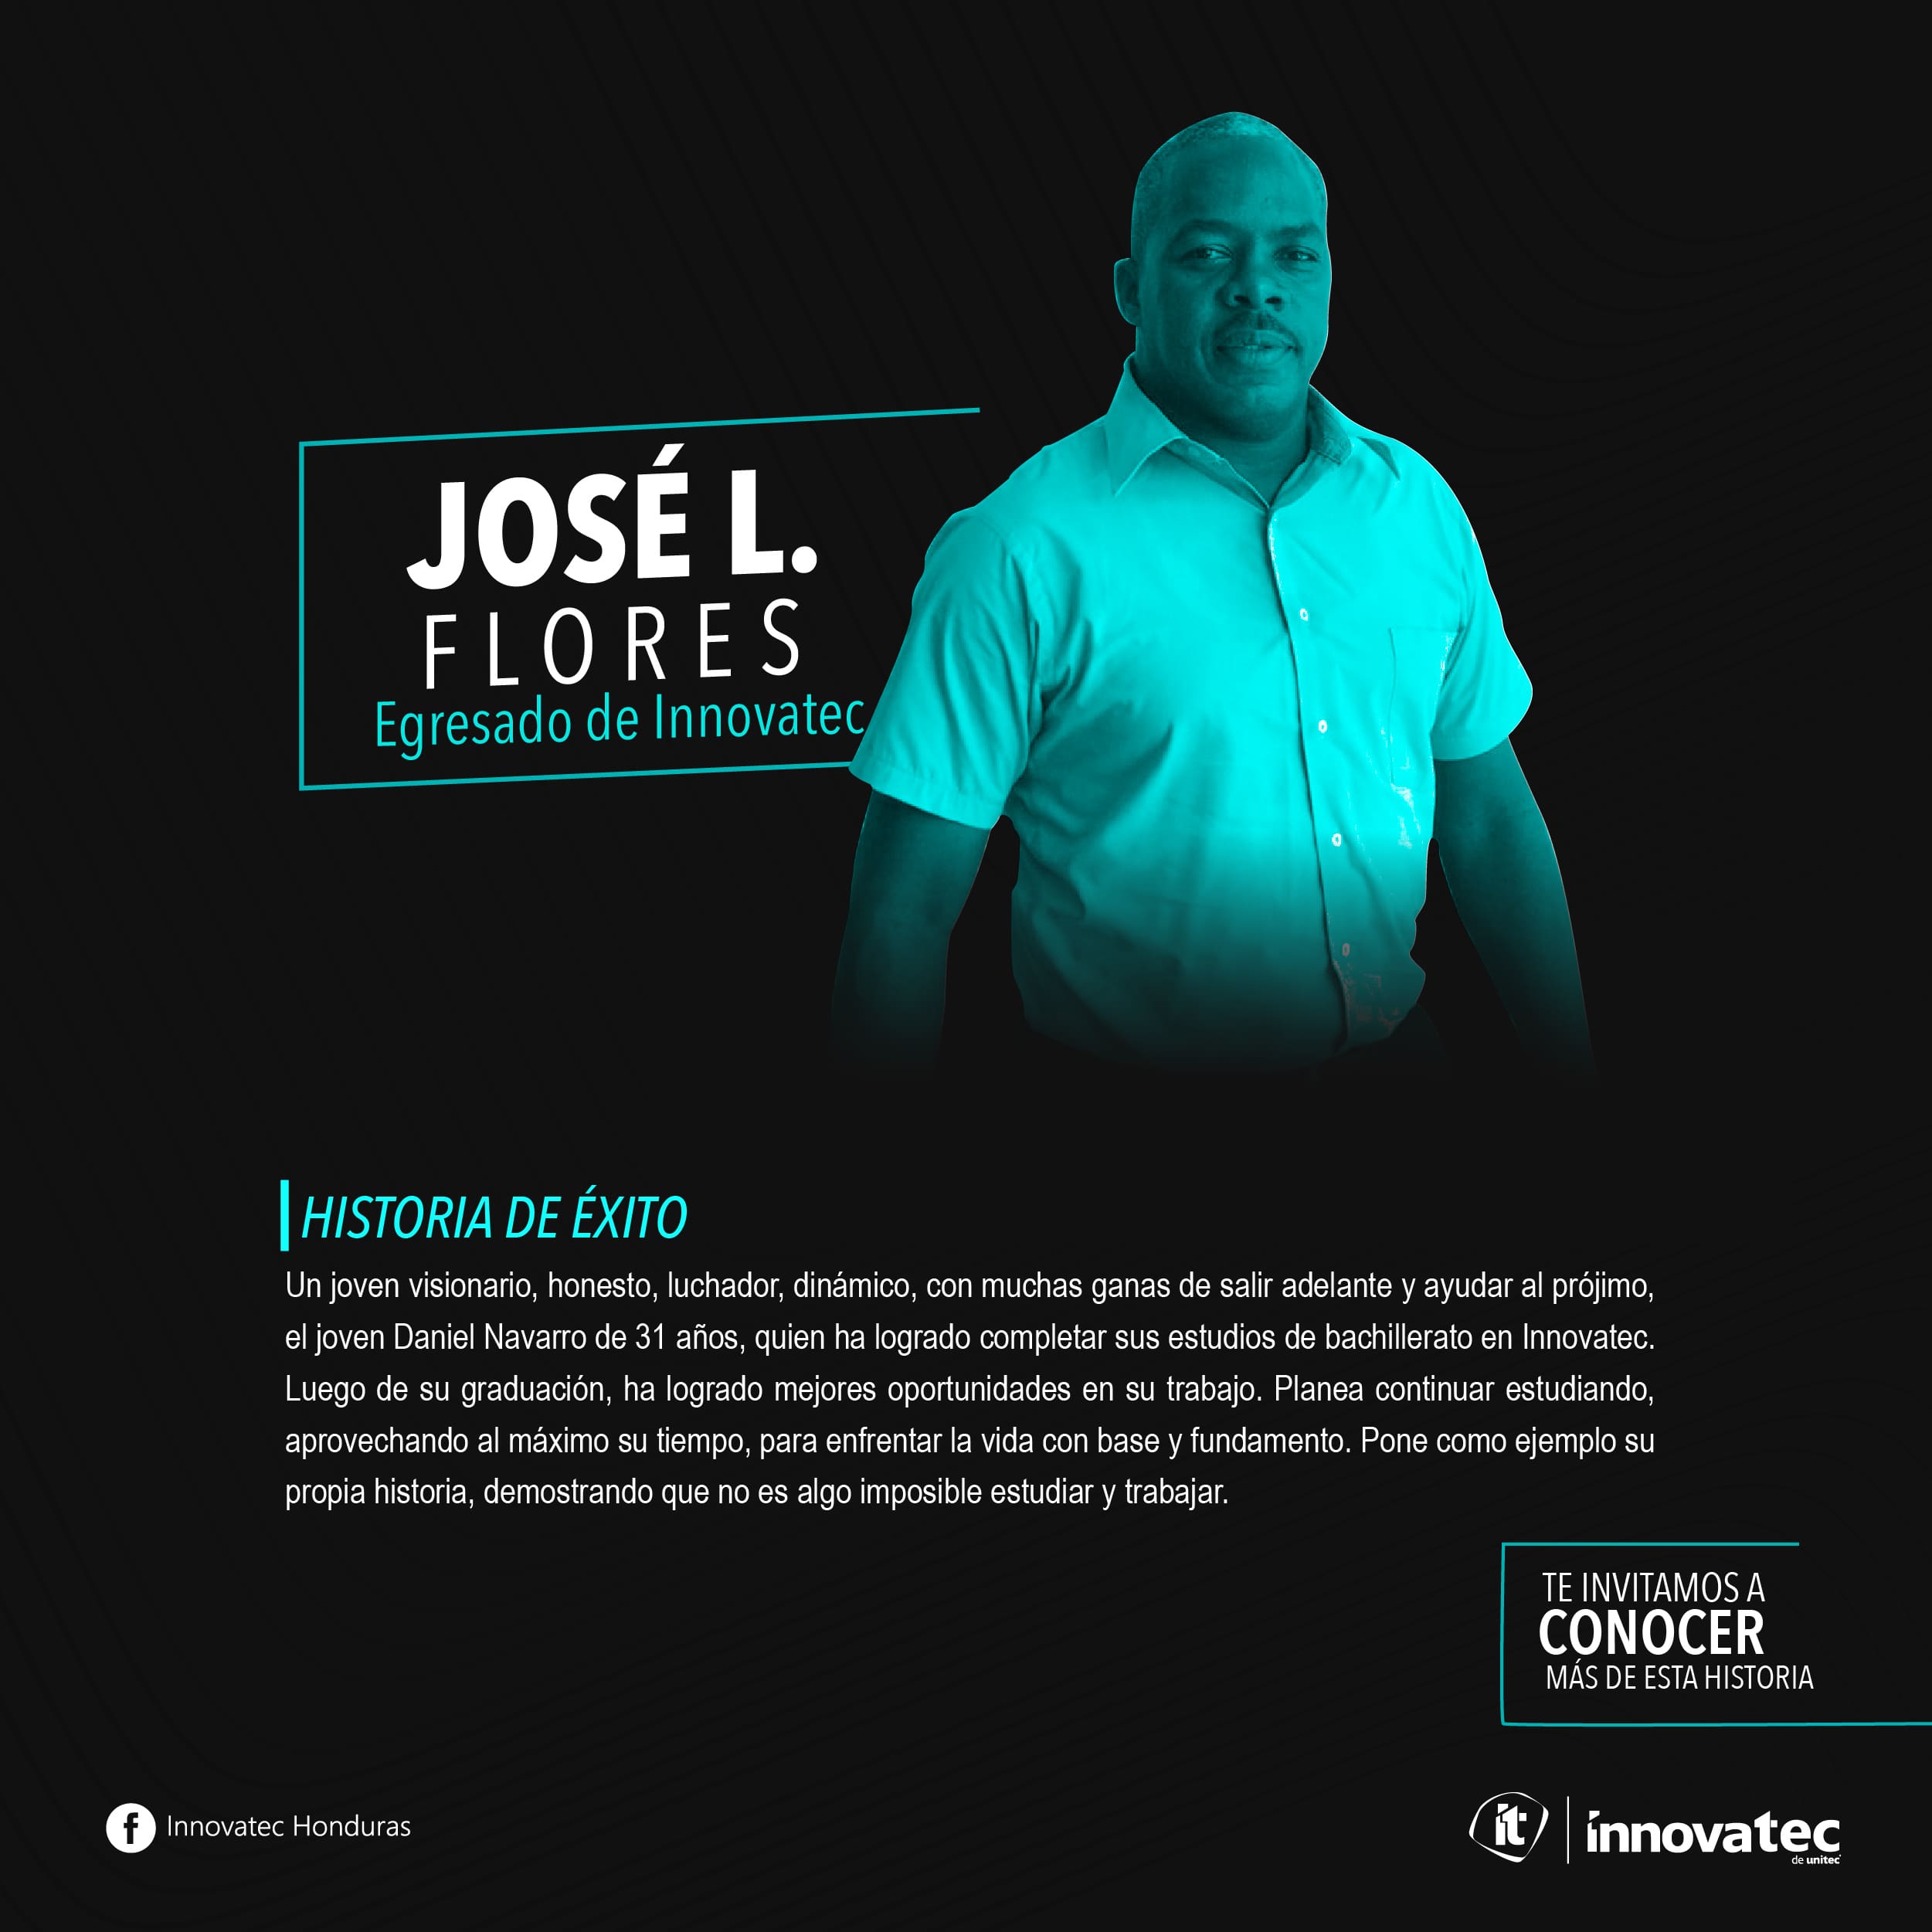 JOSÉ L.
FLORES
Egresado de Innovatec
HISTORIA DE ÉXITO
Un joven visionario, honesto, luchador, dinámico, con muchas ganas de salir adelante y ayudar al prójimo,
el joven Daniel Navarro de 31 años, quien ha logrado completar sus estudios de bachillerato en Innovatec.
Luego de su graduación, ha logrado mejores oportunidades en su trabajo. Planea continuar estudiando,
aprovechando al máximo su tiempo, para enfrentar la vida con base y fundamento. Pone como ejemplo su
propia historia, demostrando que no es algo imposible estudiar y trabajar.
TE INVITAMOS A
CONOCER
MÁS DE ESTA HISTORIA
f Innovatec Honduras
it innovatec
de unitec